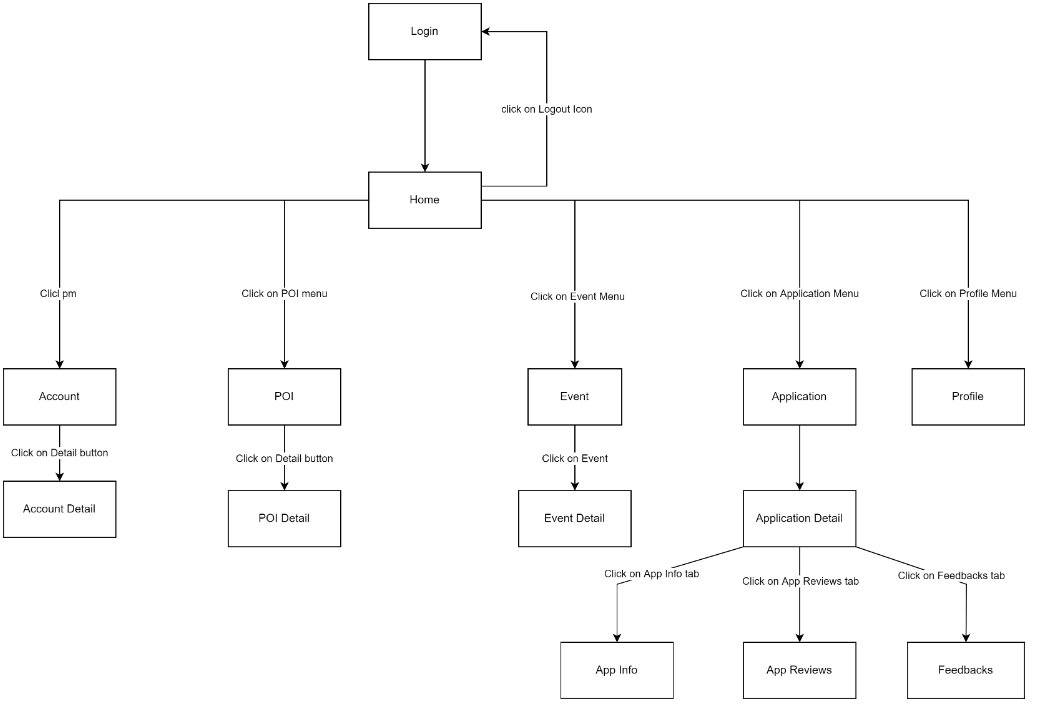 Login
click on Logout Icon
Home
Clicl pm
Click on POI menu
Click on Event Menu
Click on Application Menu
Click on Profile Menu
Account
POI
Event
Application
Profile
Click on Detail button
Click on Detail button
Click on Event
Account Detail
POI Detail
Event Detail
Application Detail
Click on App Info tab
Click on App Reviews tab
Click on Feedbacks tab
App Info
App Reviews
Feedbacks